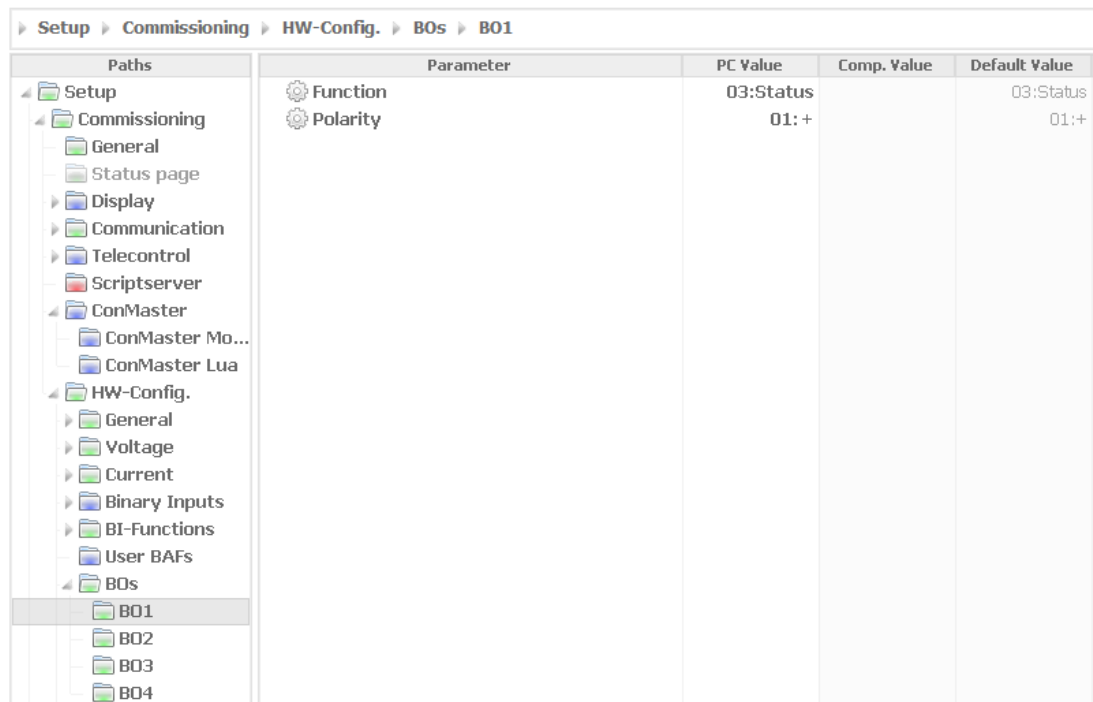 Setup Commissioning HW-Config. BOs BO1
Paths Parameter PC Value Comp. Value Default Value
Setup Function 03:Status 03:Status
Commissioning Polarity 01:+ 01:+
General
Status page
Display
Communication
Telecontrol
Scriptserver
ConMaster
ConMaster Mo...
ConMaster Lua
HW-Config.
General
Voltage
Current
Binary Inputs
BI-Functions
User BAFs
BOs
BO1
BO2
BO3
BO4